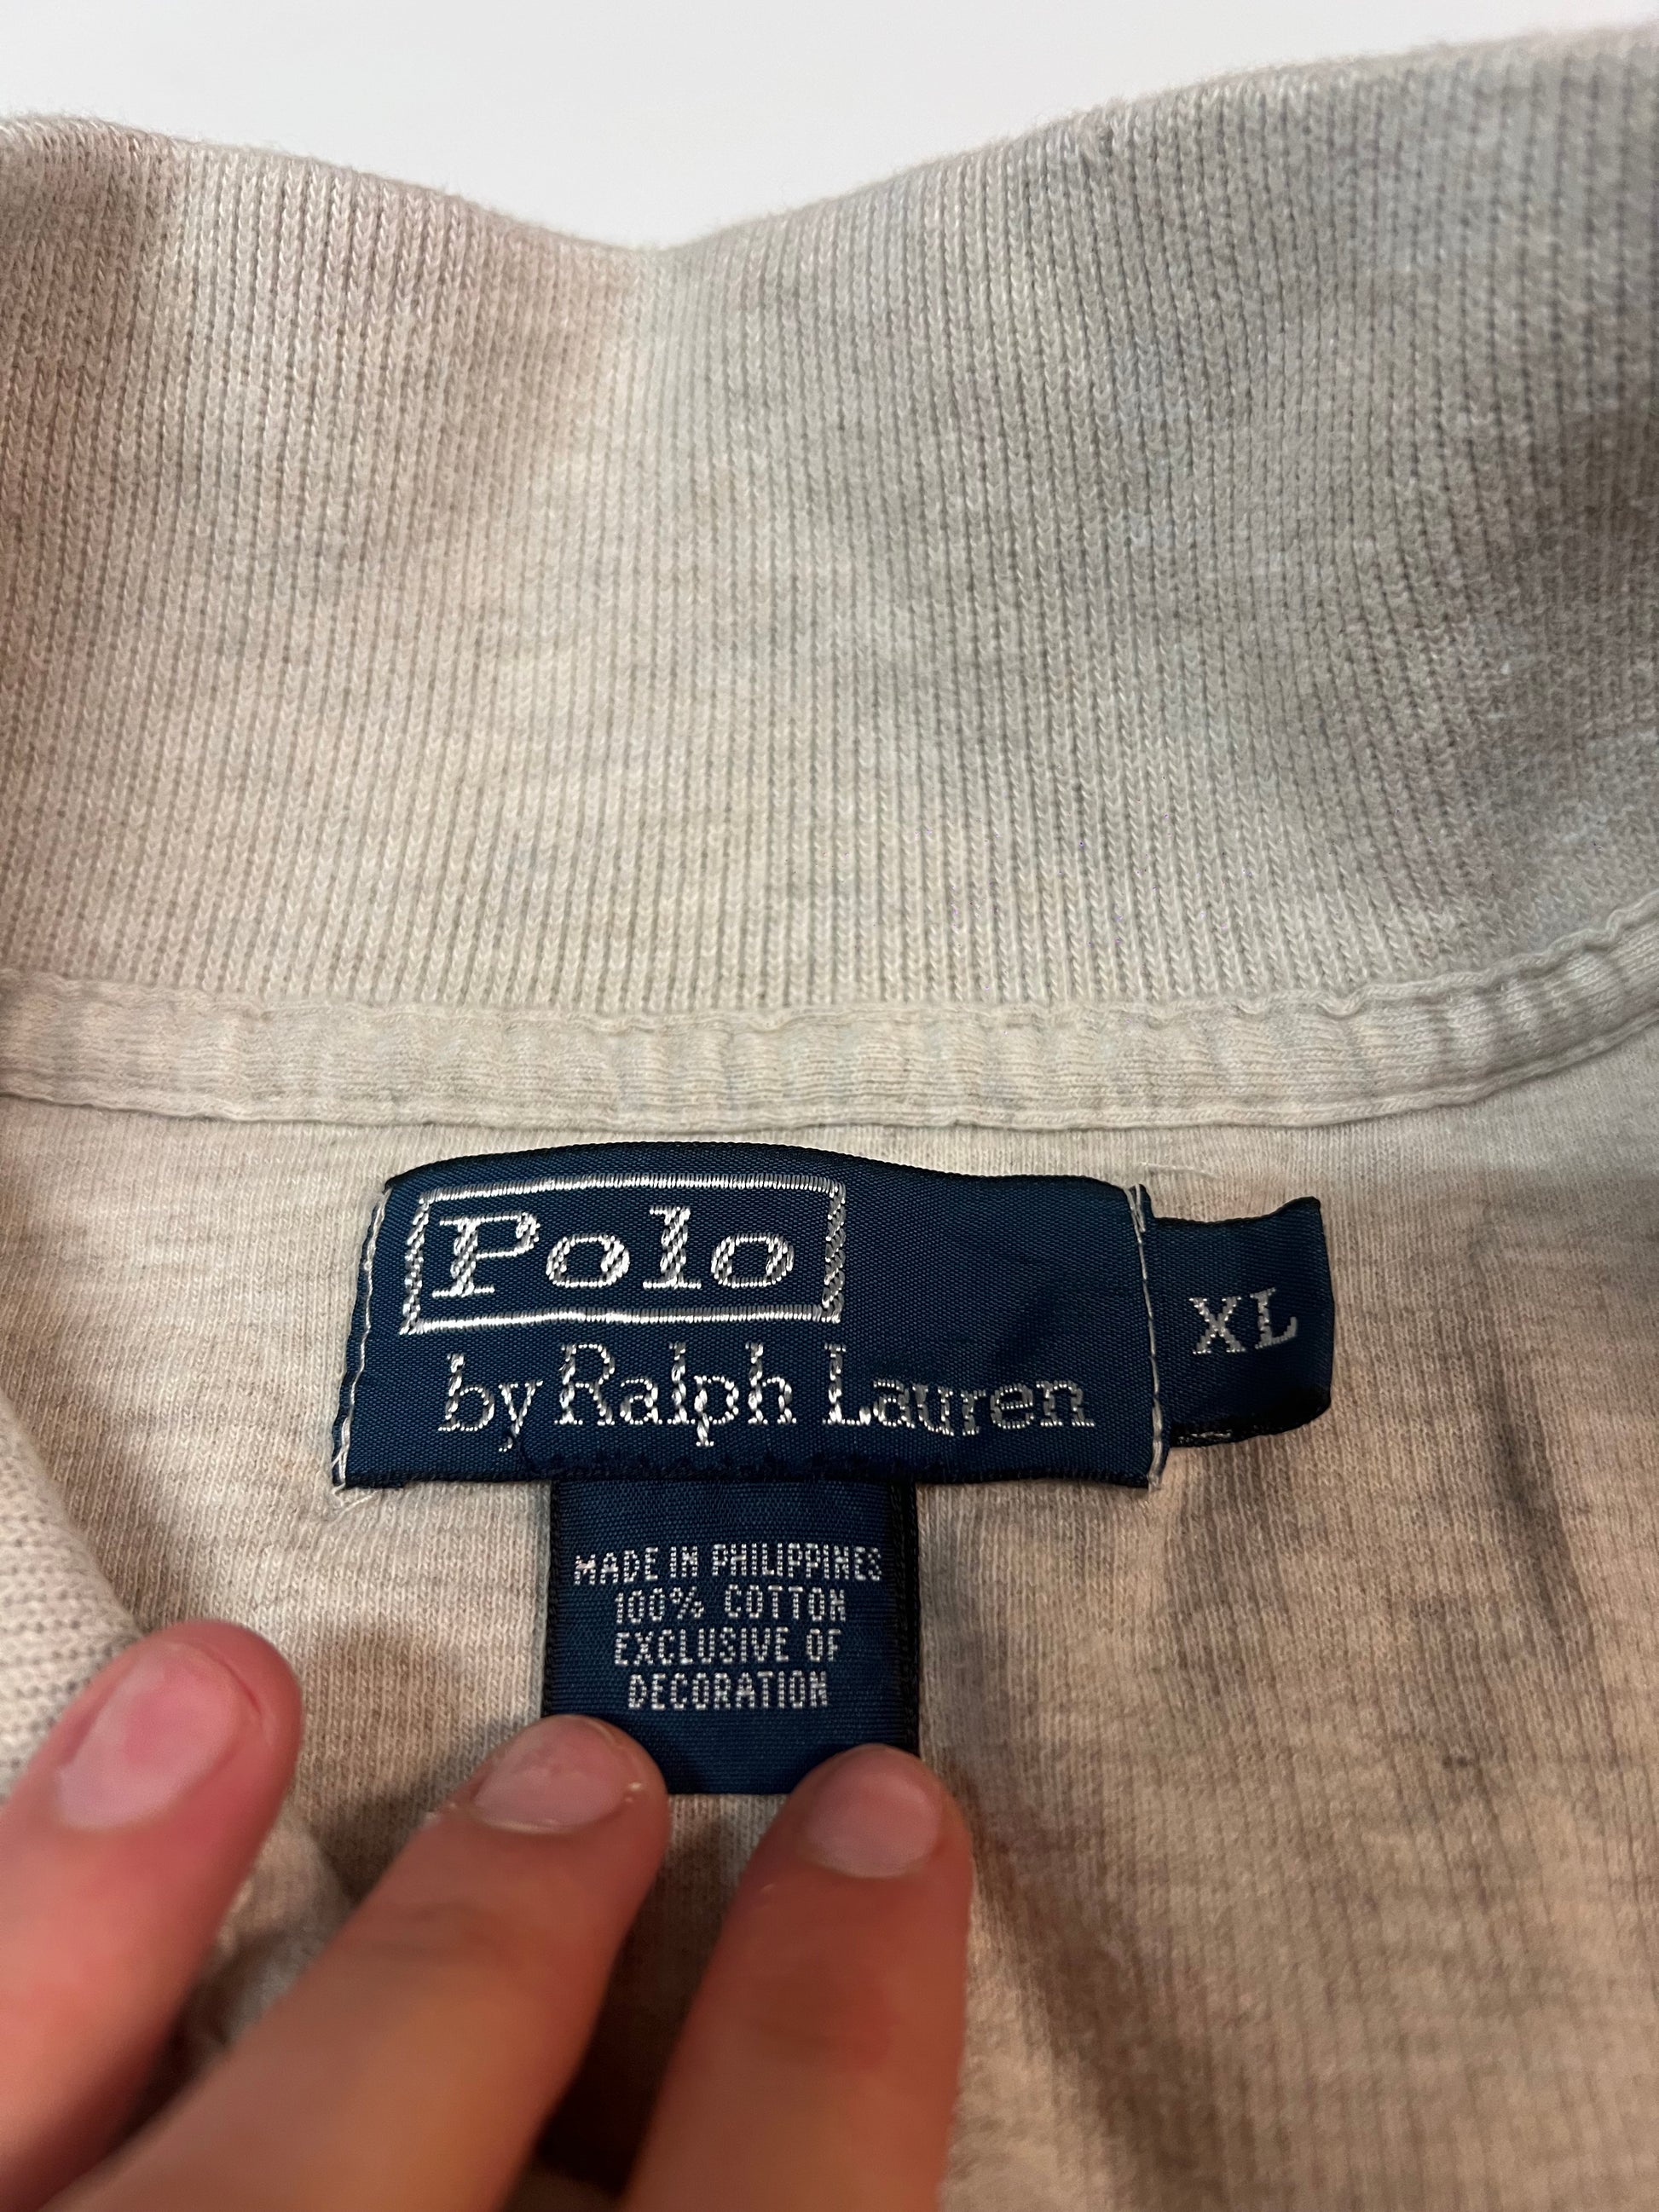 Polo
by Ralph Lauren
XL
MADE IN PHILIPPINES
100% COTTON
EXCLUSIVE OF
DECORATION